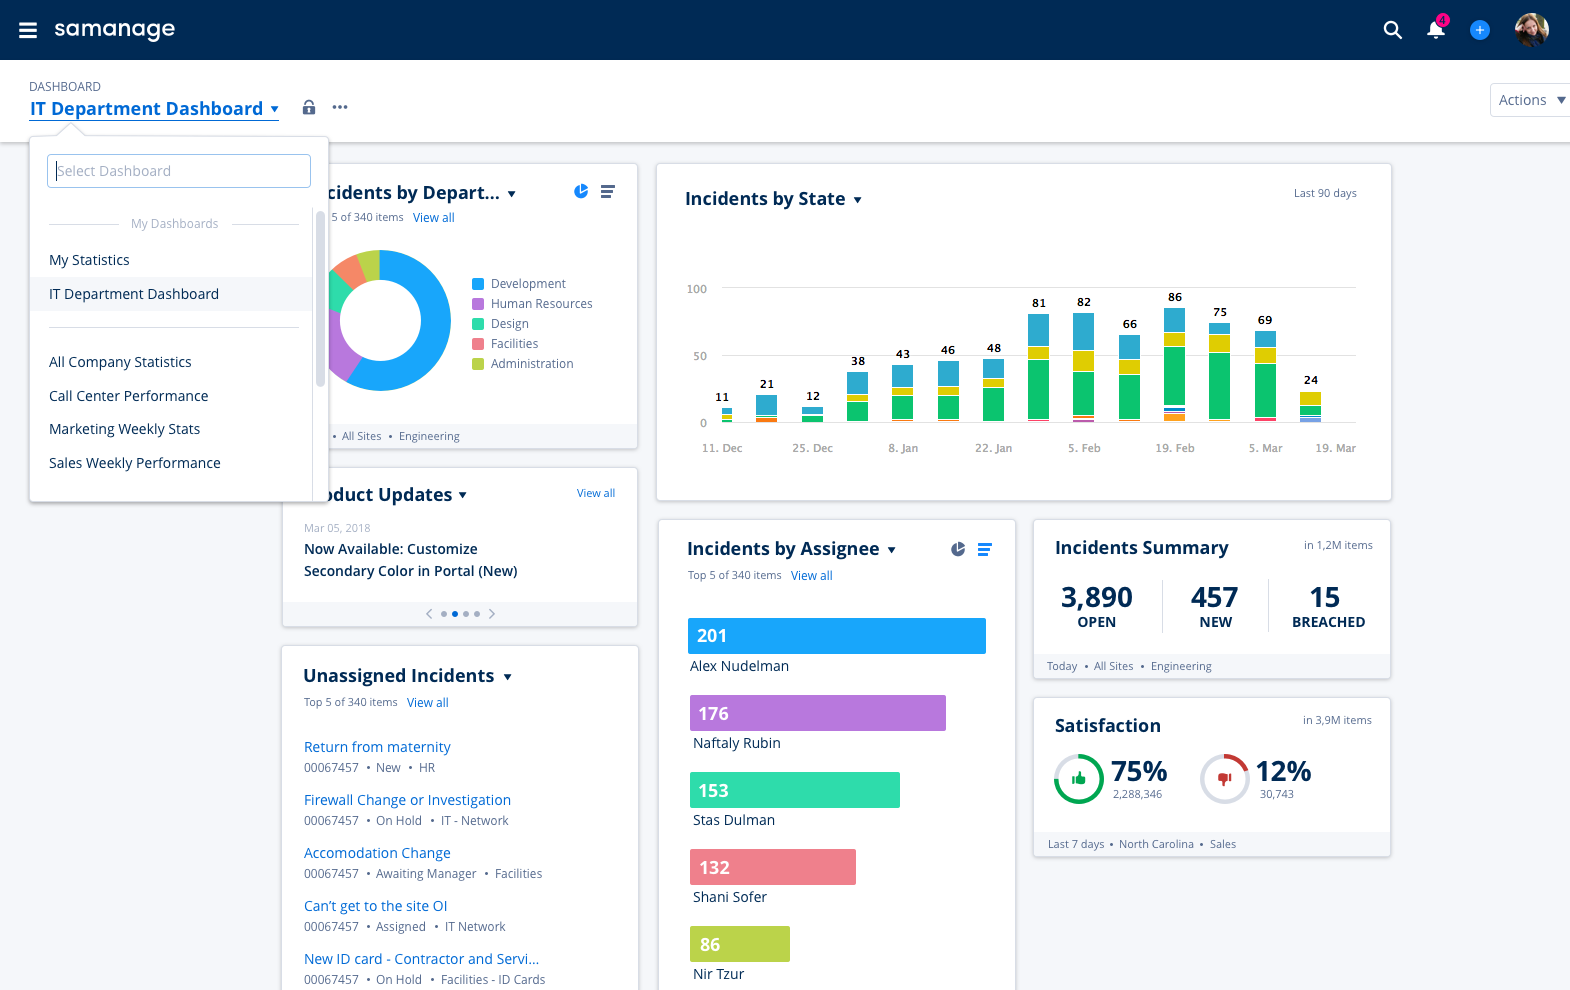 samanage
4
DASHBOARD
IT Department Dashboard
Actions
Select Dashboard
My Dashboards
My Statistics
IT Department Dashboard
All Company Statistics
Call Center Performance
Marketing Weekly Stats
Sales Weekly Performance
cidents by Depart...
5 of 340 items View all
Development
Human Resources
Design
Facilities
Administration
• All Sites • Engineering
Incidents by State
Last 90 days
100
50
0
11
21
12
38
43
46
48
81
82
66
86
75
69
24
11. Dec
25. Dec
8. Jan
22. Jan
5. Feb
19. Feb
5. Mar
19. Mar
oduct Updates
View all
Mar 05, 2018
Now Available: Customize
Secondary Color in Portal (New)
Unassigned Incidents
Top 5 of 340 items View all
Return from maternity
00067457 • New • HR
Firewall Change or Investigation
00067457 • On Hold • IT - Network
Accomodation Change
00067457 • Awaiting Manager • Facilities
Can't get to the site OI
00067457 • Assigned • IT Network
New ID card - Contractor and Servi...
00067457 • On Hold • Facilities - ID Cards
Incidents by Assignee
Top 5 of 340 items View all
201
Alex Nudelman
176
Naftaly Rubin
153
Stas Dulman
132
Shani Sofer
86
Nir Tzur
Incidents Summary
in 1,2M items
3,890
OPEN
457
NEW
15
BREACHED
Today • All Sites • Engineering
Satisfaction
in 3,9M items
75%
2,288,346
12%
30,743
Last 7 days • North Carolina • Sales